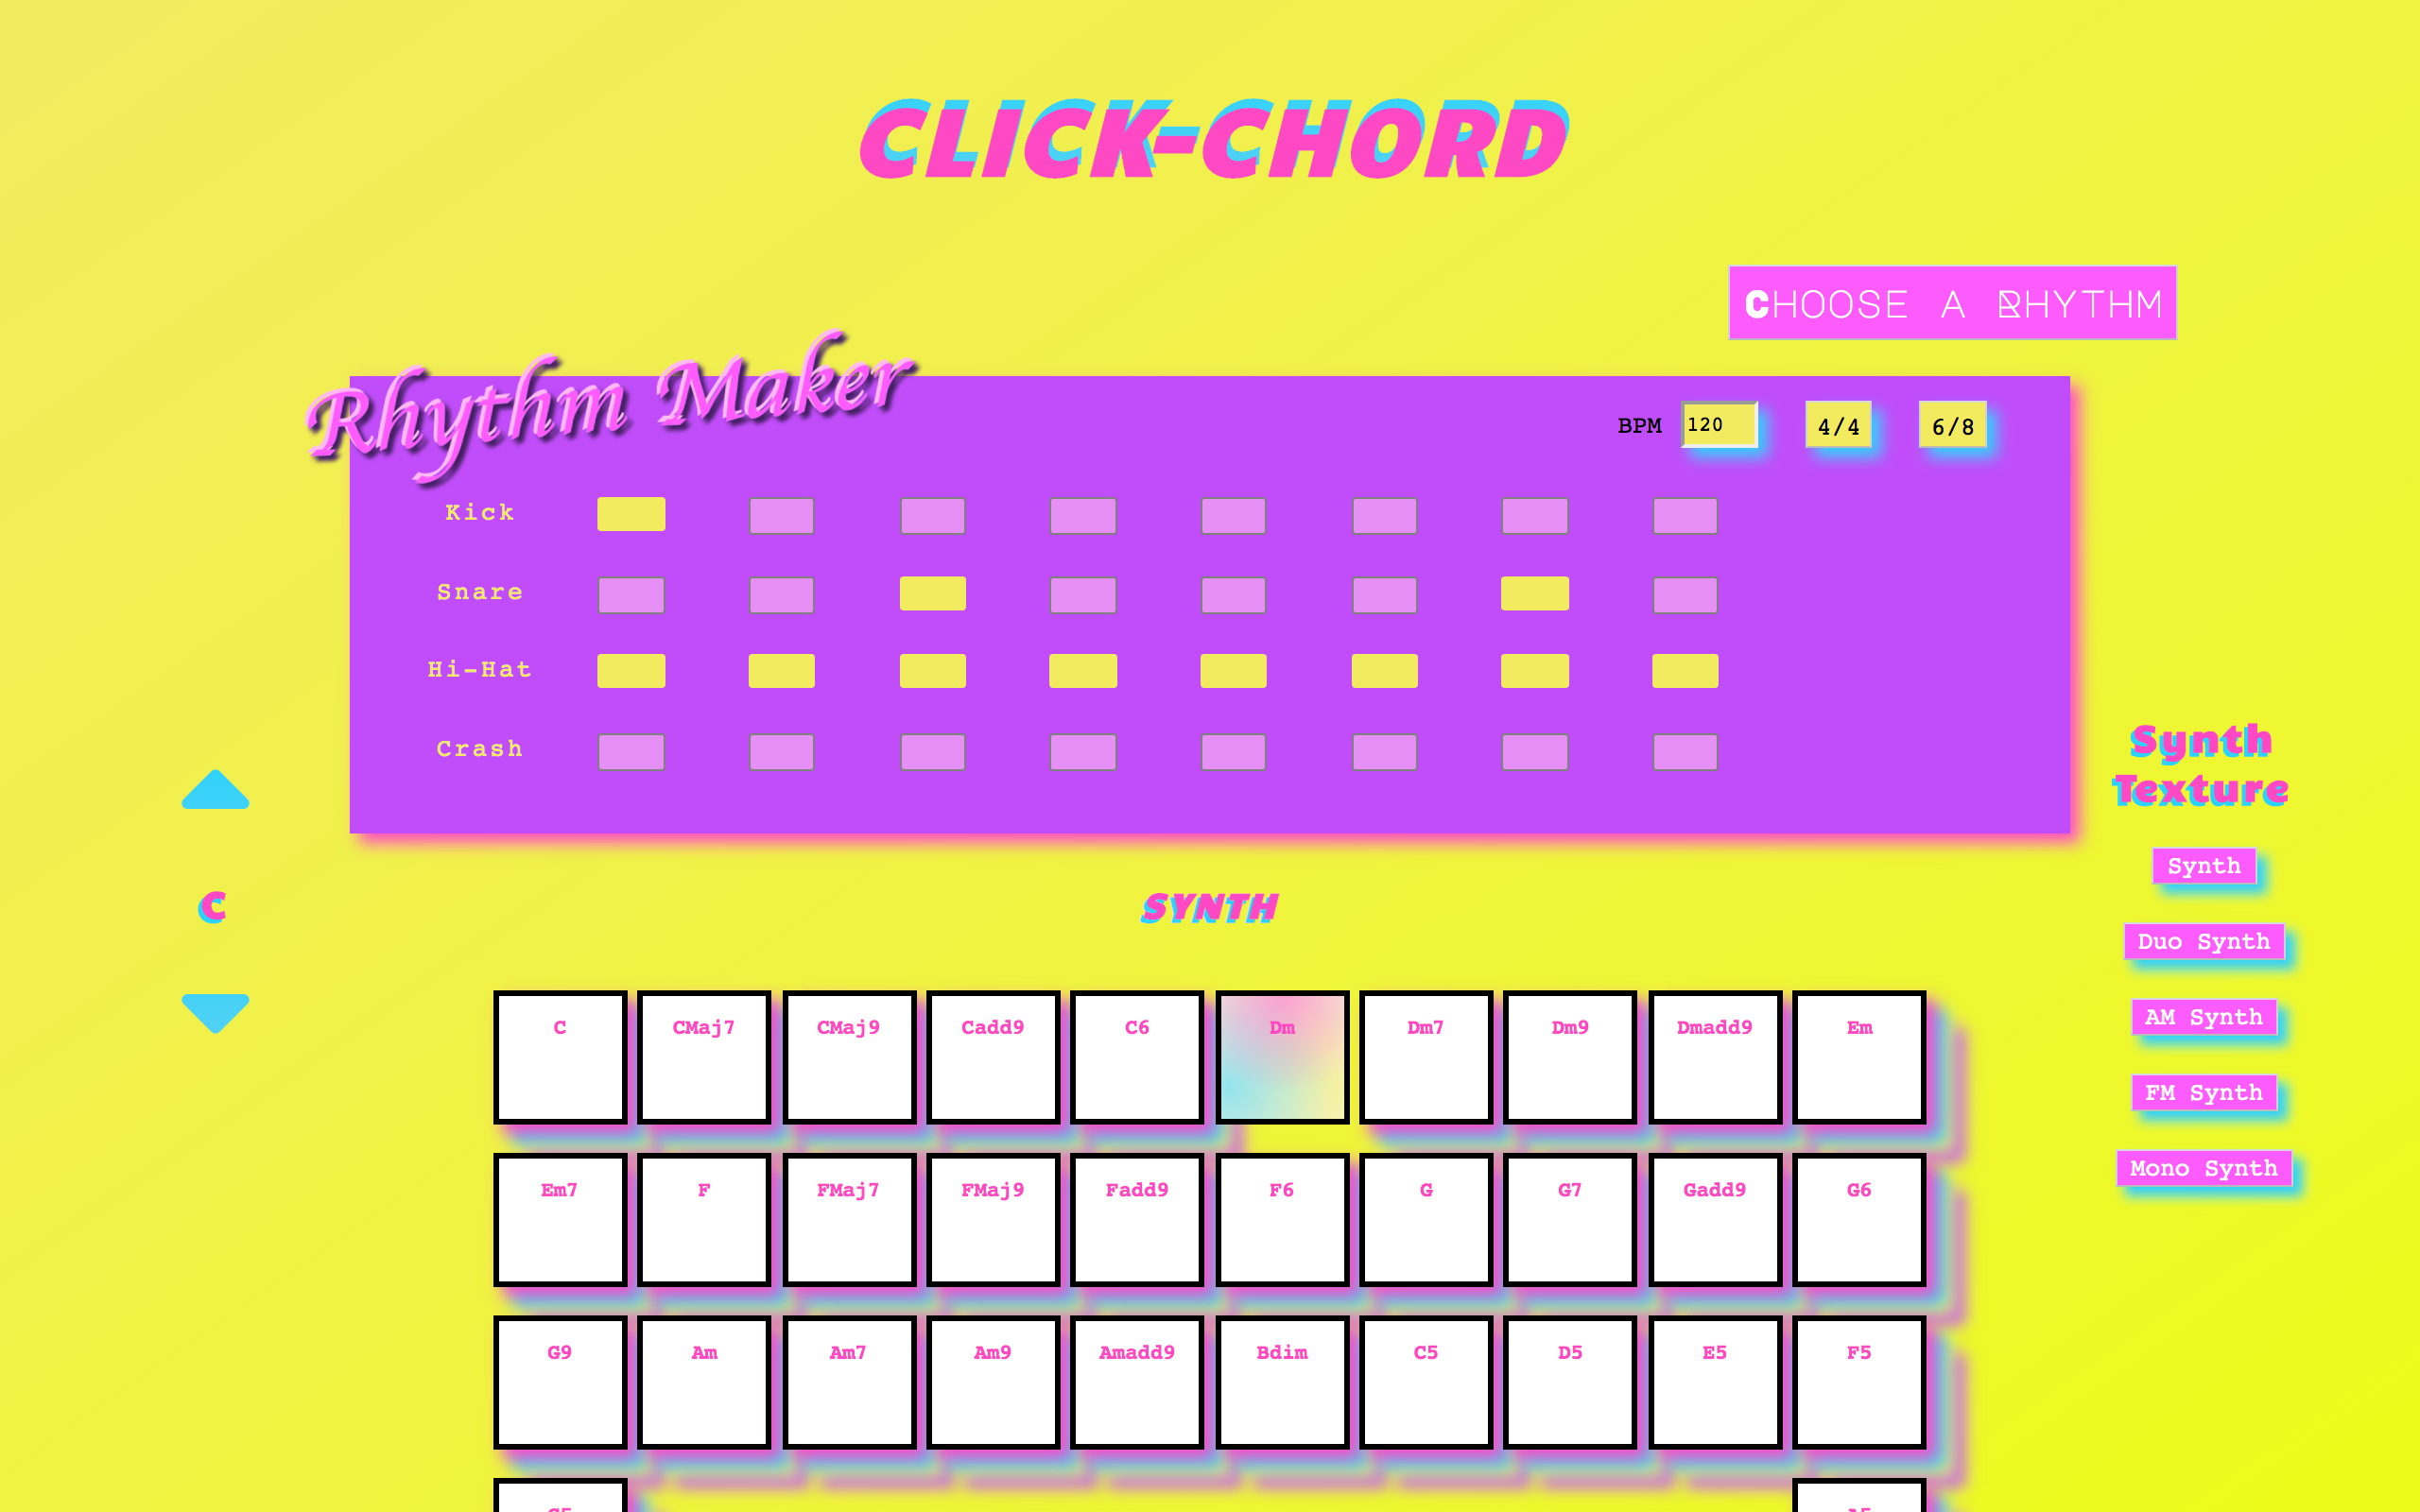 CLICK-CHORD
CHOOSE A RHYTHM
Rhythm Maker
BPM 120 4/4 6/8
Kick
Snare
Hi-Hat
Crash
Synth
Texture
C
SYNTH
Synth
Duo Synth
AM Synth
FM Synth
Mono Synth
C CMaj7 CMaj9 Cadd9 C6 Dm Dm7 Dm9 Dmadd9 Em
Em7 F FMaj7 FMaj9 Fadd9 F6 G G7 Gadd9 G6
G9 Am Am7 Am9 Amadd9 Bdim C5 D5 E5 F5